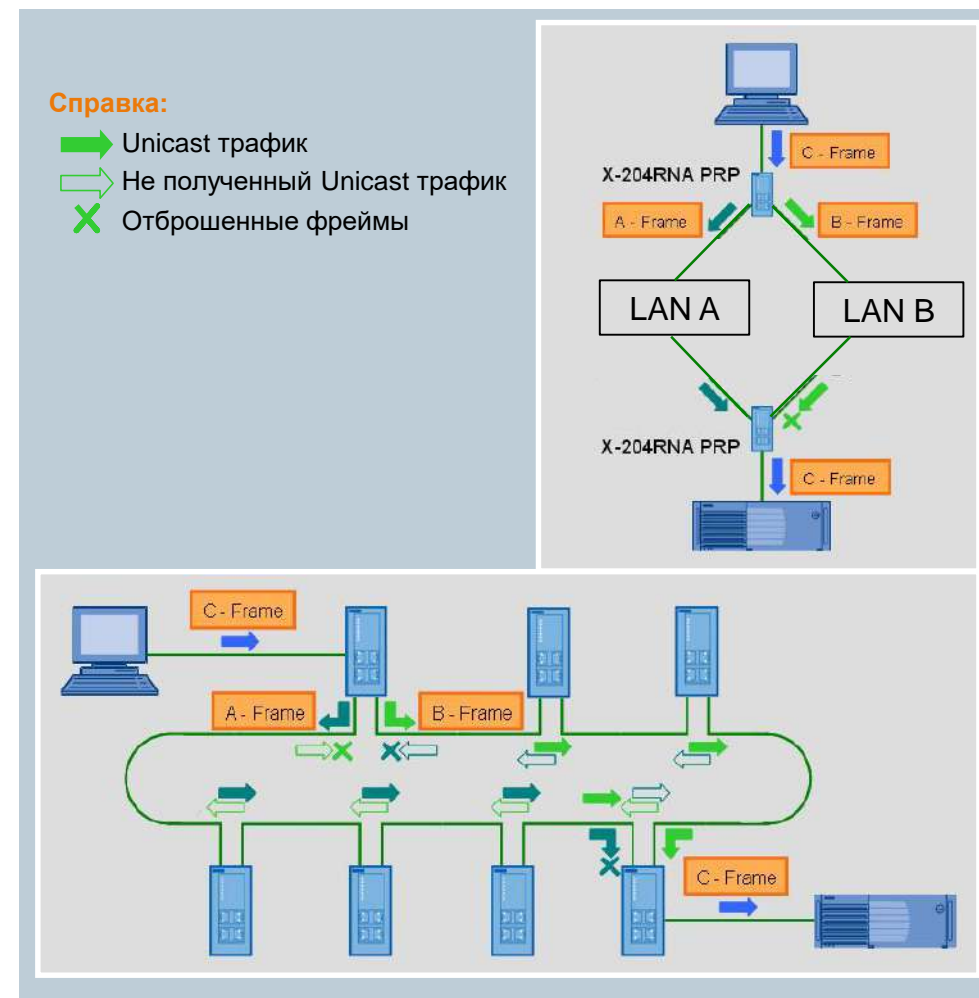 Справка:
Unicast трафик
Не полученный Unicast трафик
Отброшенные фреймы
C - Frame
X-204RNA PRP
A - Frame
B - Frame
LAN A
LAN B
X-204RNA PRP
C - Frame
C - Frame
A - Frame
B - Frame
C - Frame